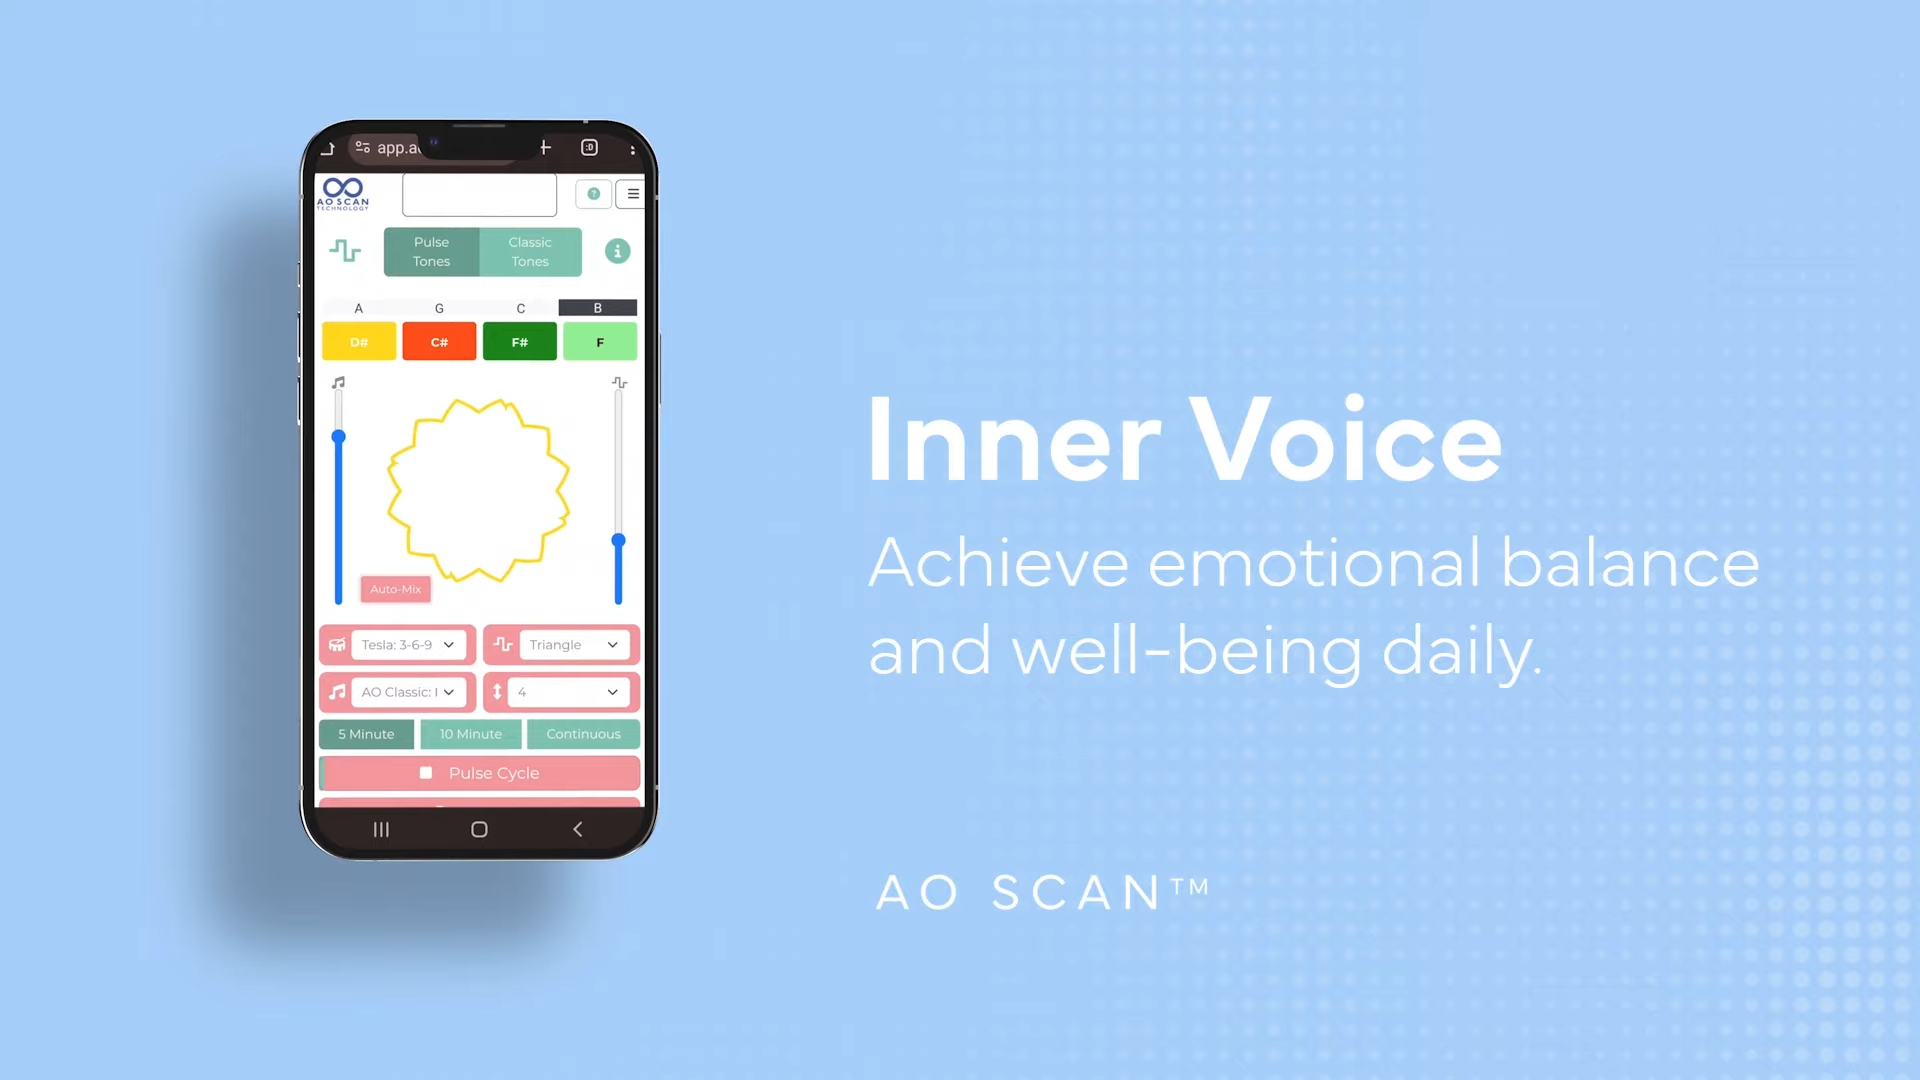 app.a
:D
AO SCAN
TECHNOLOGY
?
Pulse Tones
Classic Tones
i
A G C B
D# C# F# F
Auto-Mix
Tesla: 3-6-9
Triangle
AO Classic: I
4
5 Minute 10 Minute Continuous
Pulse Cycle
Inner Voice
Achieve emotional balance
and well-being daily.
AO SCAN™